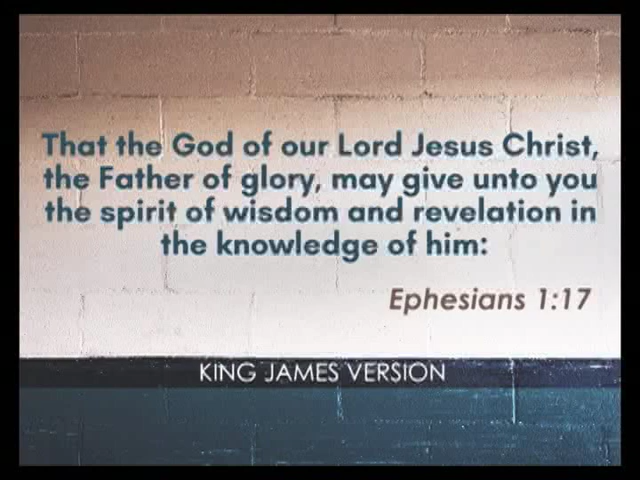 That the God of our Lord Jesus Christ,
the Father of glory, may give unto you
the spirit of wisdom and revelation in
the knowledge of him:
Ephesians 1:17
KING JAMES VERSION